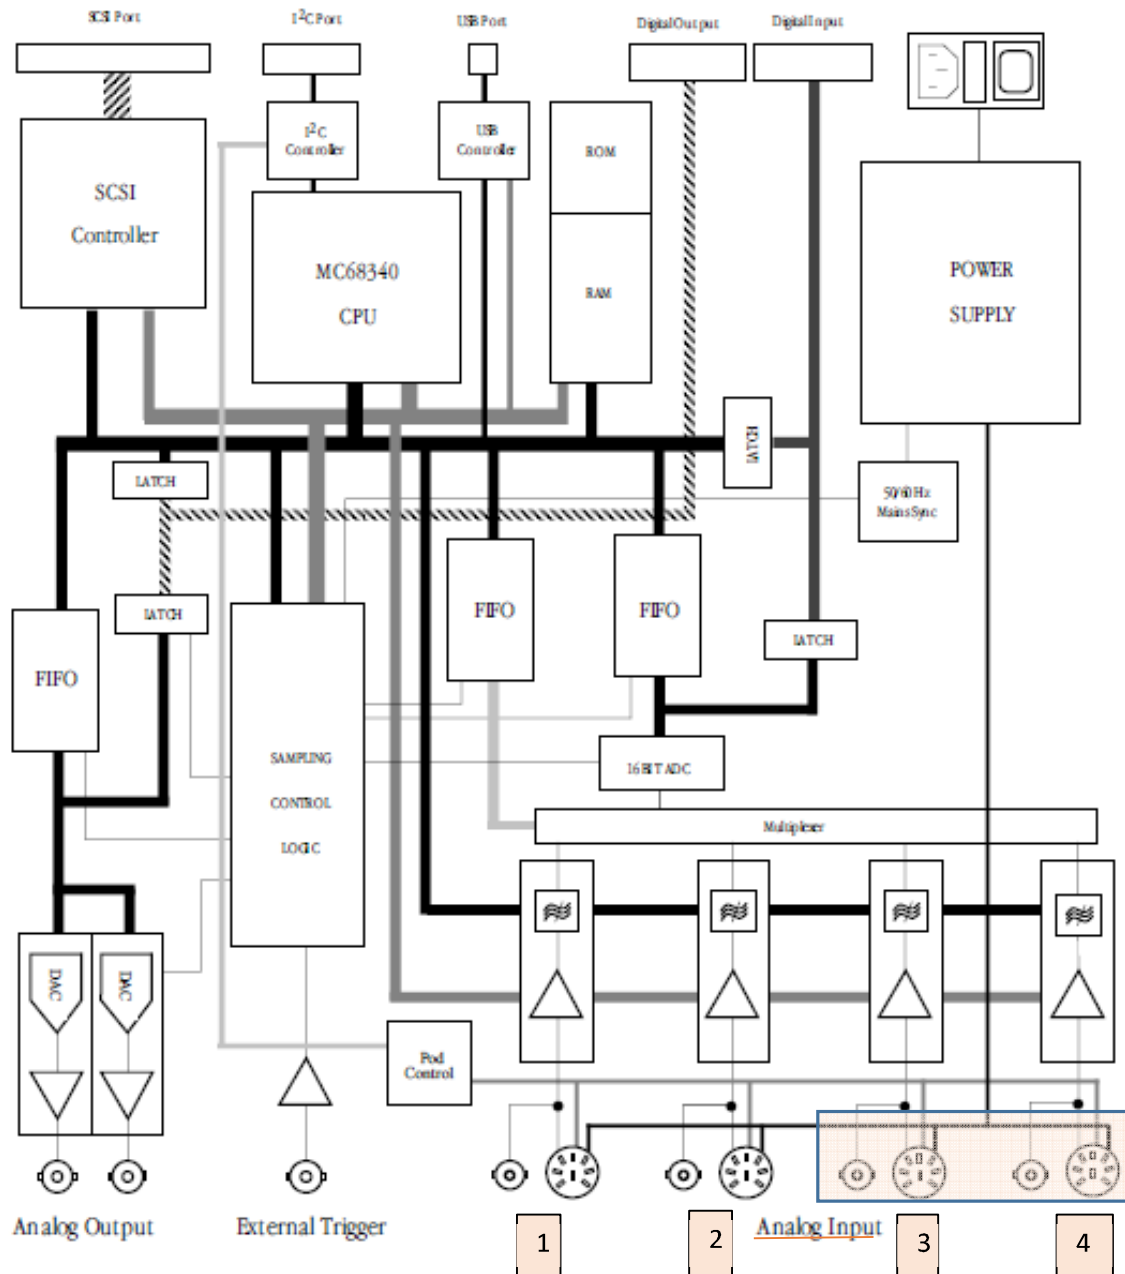 SCSI Port
I²C Port
USB Port
Digital Output
Digital Input
I²C
Controller
USB
Controller
ROM
SCSI
Controller
MC68340
CPU
RAM
POWER
SUPPLY
LATCH
LATCH
50/60 Hz
Mains Sync
LATCH
FIFO
FIFO
LATCH
FIFO
SAMPLING
CONTROL
LOGIC
16 BIT ADC
Multiplexer
DAC
DAC
Pod
Control
Analog Output
External Trigger
Analog Input
1
2
3
4